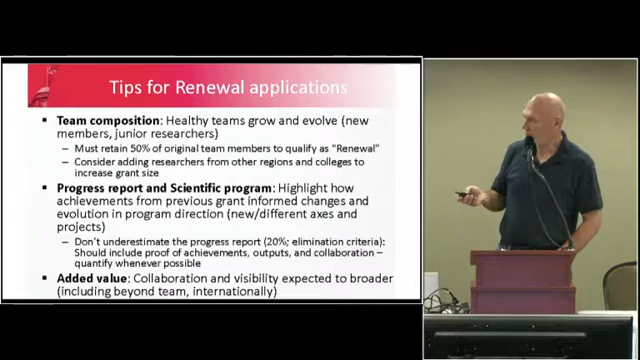 Tips for Renewal applications
Team composition: Healthy teams grow and evolve (new
members, junior researchers)
Must retain 50% of original team members to qualify as “Renewal”
Consider adding researchers from other regions and colleges to
increase grant size
Progress report and Scientific program: Highlight how
achievements from previous grant informed changes and
evolution in program direction (new/different axes and
projects)
Don’t underestimate the progress report (20%; elimination criteria):
Should include proof of achievements, outputs, and collaboration –
quantify whenever possible
Added value: Collaboration and visibility expected to broader
(including beyond team, internationally)